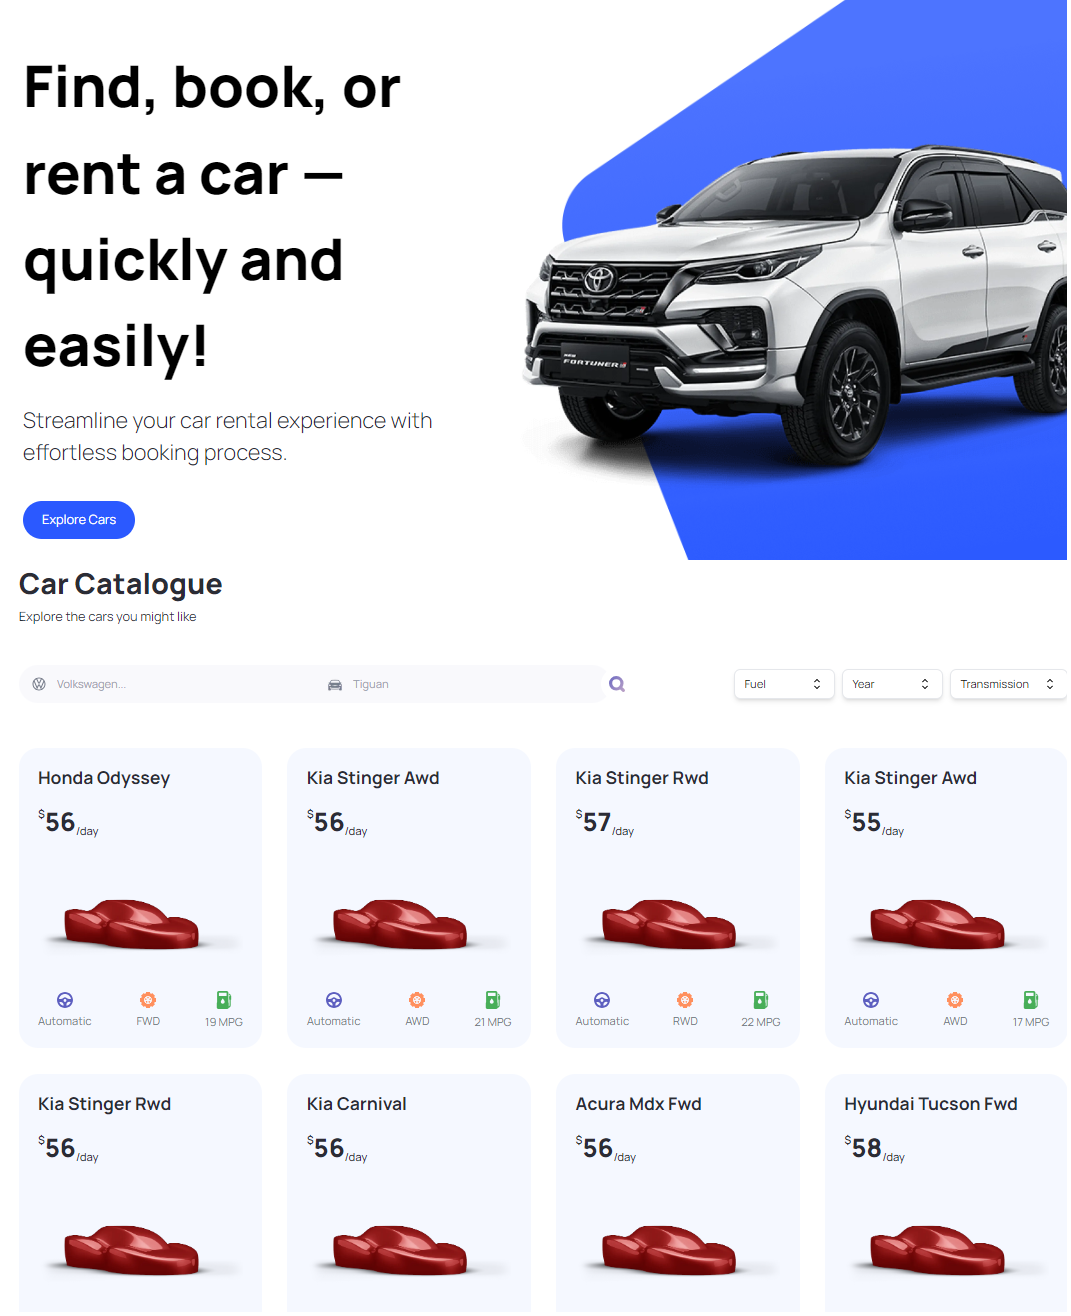 Find, book, or
rent a car —
quickly and
easily!
Streamline your car rental experience with
effortless booking process.
Explore Cars
NEW
FORTUNER
Car Catalogue
Explore the cars you might like
Volkswagen...
Tiguan
Fuel
Year
Transmission
Honda Odyssey
$56/day
Automatic
FWD
19 MPG
Kia Stinger Awd
$56/day
Automatic
AWD
21 MPG
Kia Stinger Rwd
$57/day
Automatic
RWD
22 MPG
Kia Stinger Awd
$55/day
Automatic
AWD
17 MPG
Kia Stinger Rwd
$56/day
Kia Carnival
$56/day
Acura Mdx Fwd
$56/day
Hyundai Tucson Fwd
$58/day